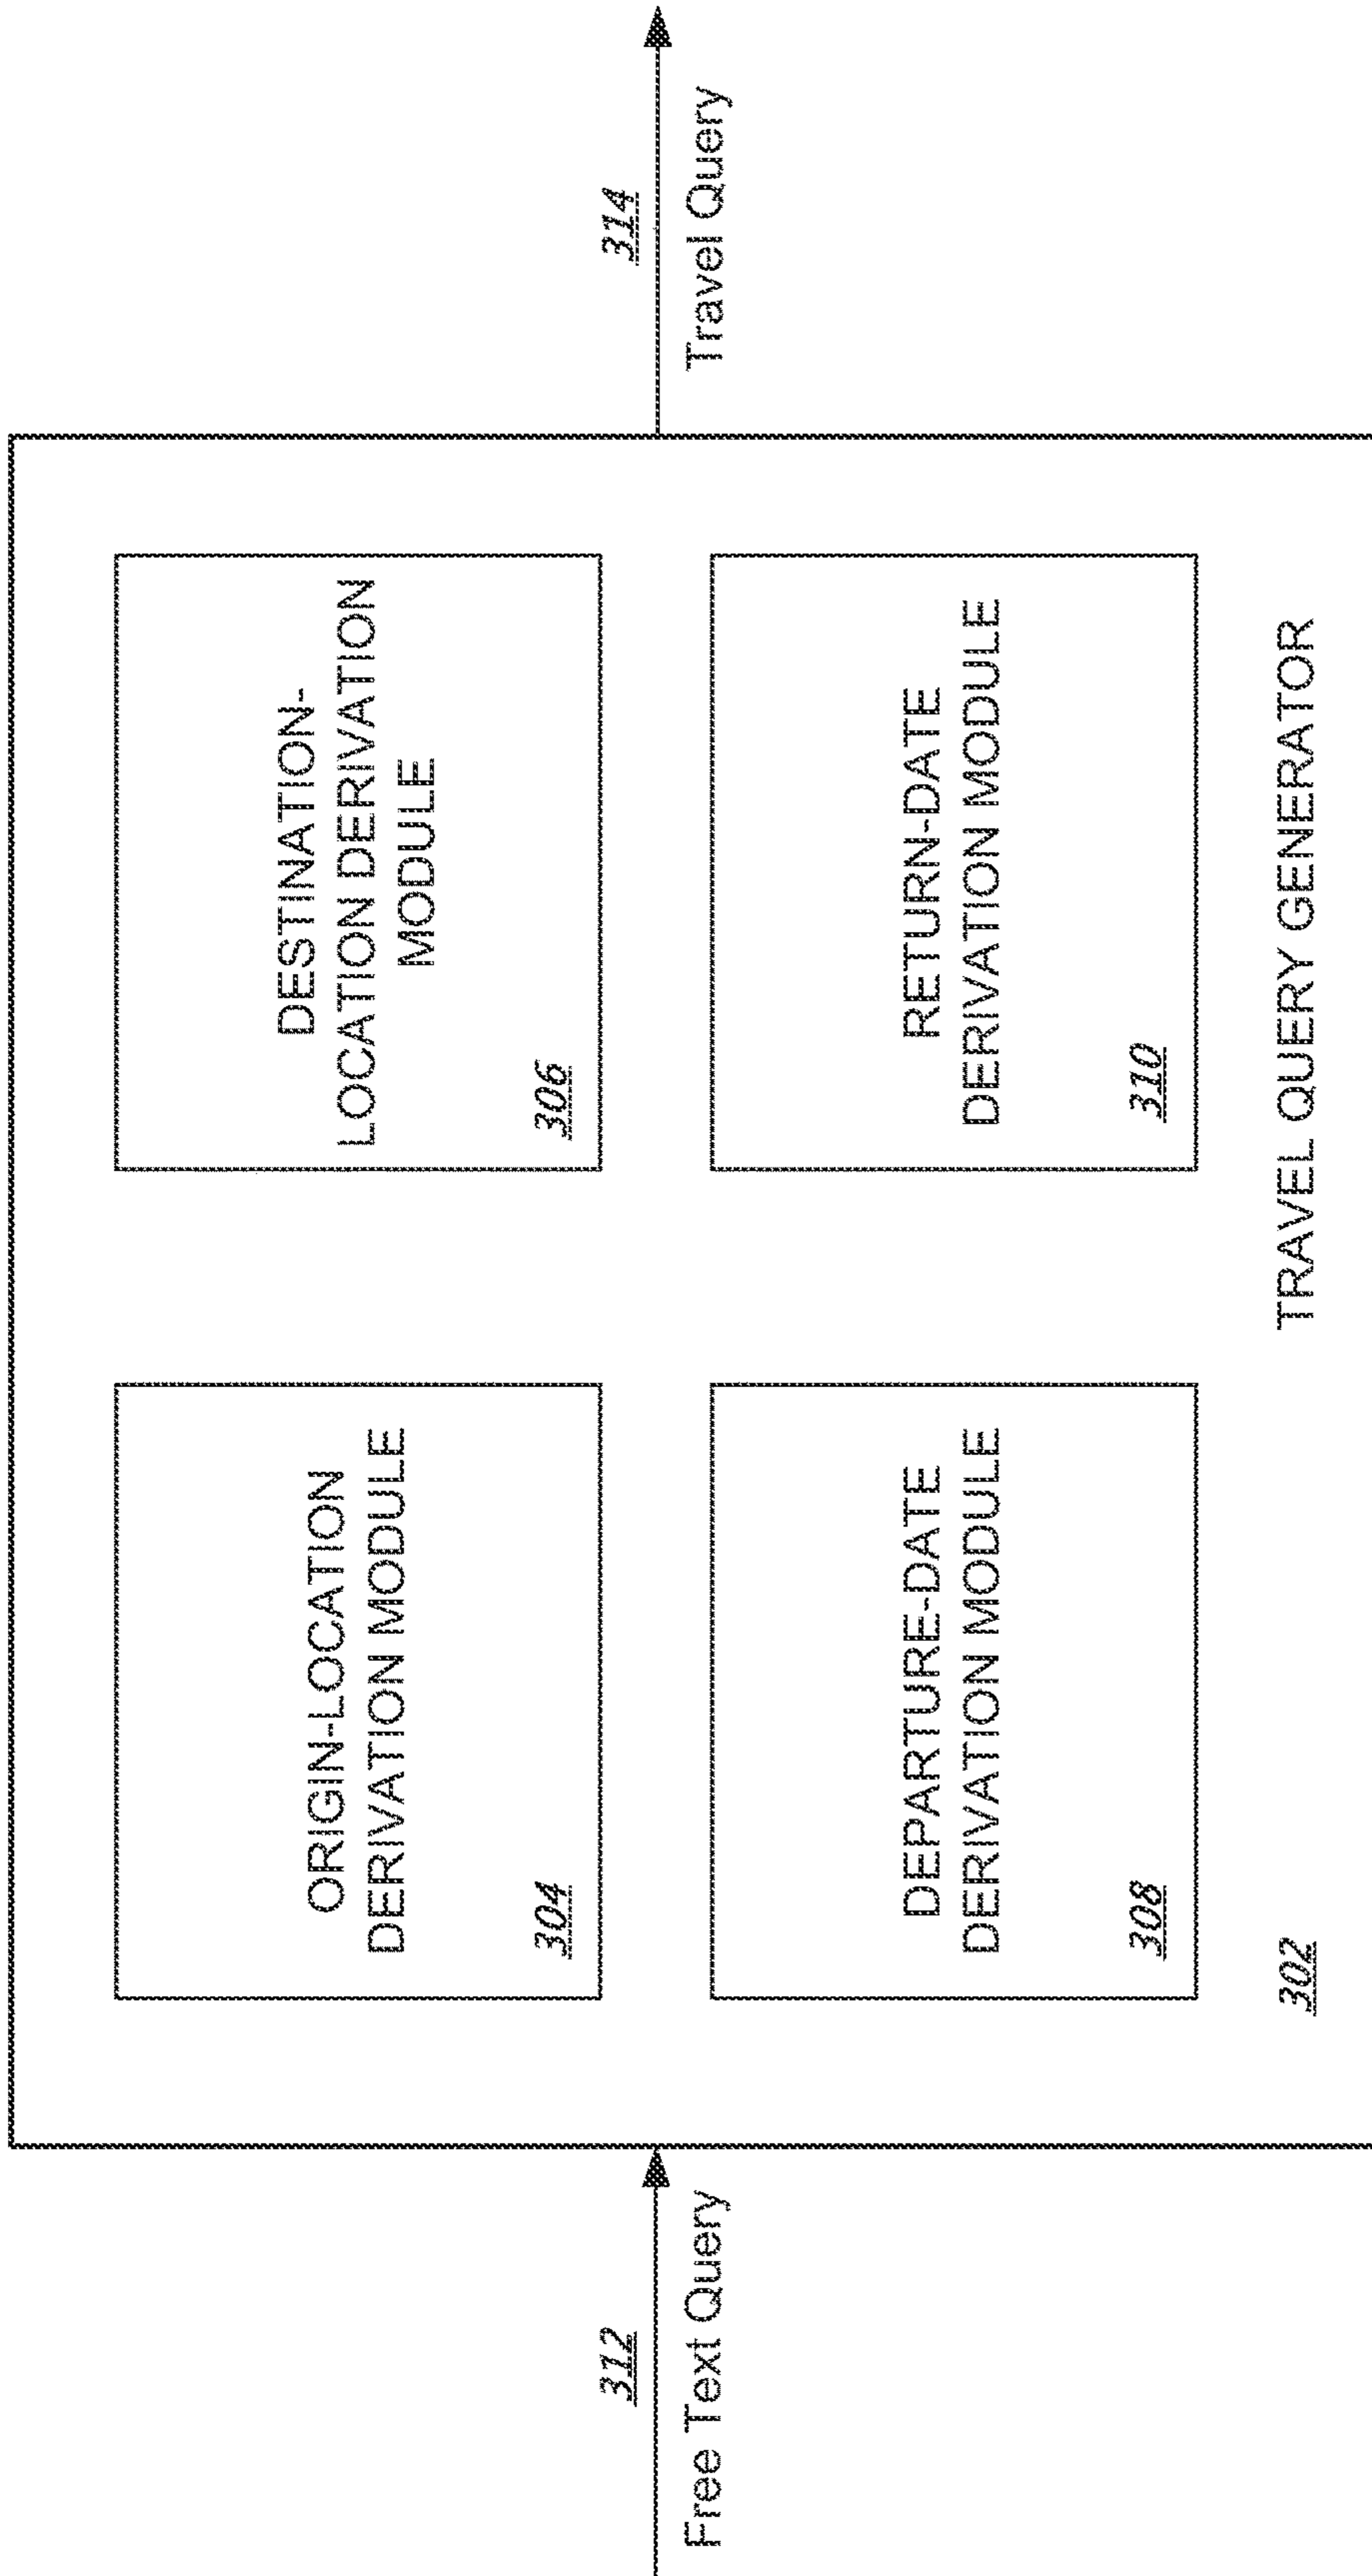 312
Free Text Query
ORIGIN-LOCATION
DERIVATION MODULE
304
DESTINATION-
LOCATION DERIVATION
MODULE
306
DEPARTURE-DATE
DERIVATION MODULE
308
RETURN-DATE
DERIVATION MODULE
310
302
TRAVEL QUERY GENERATOR
314
Travel Query